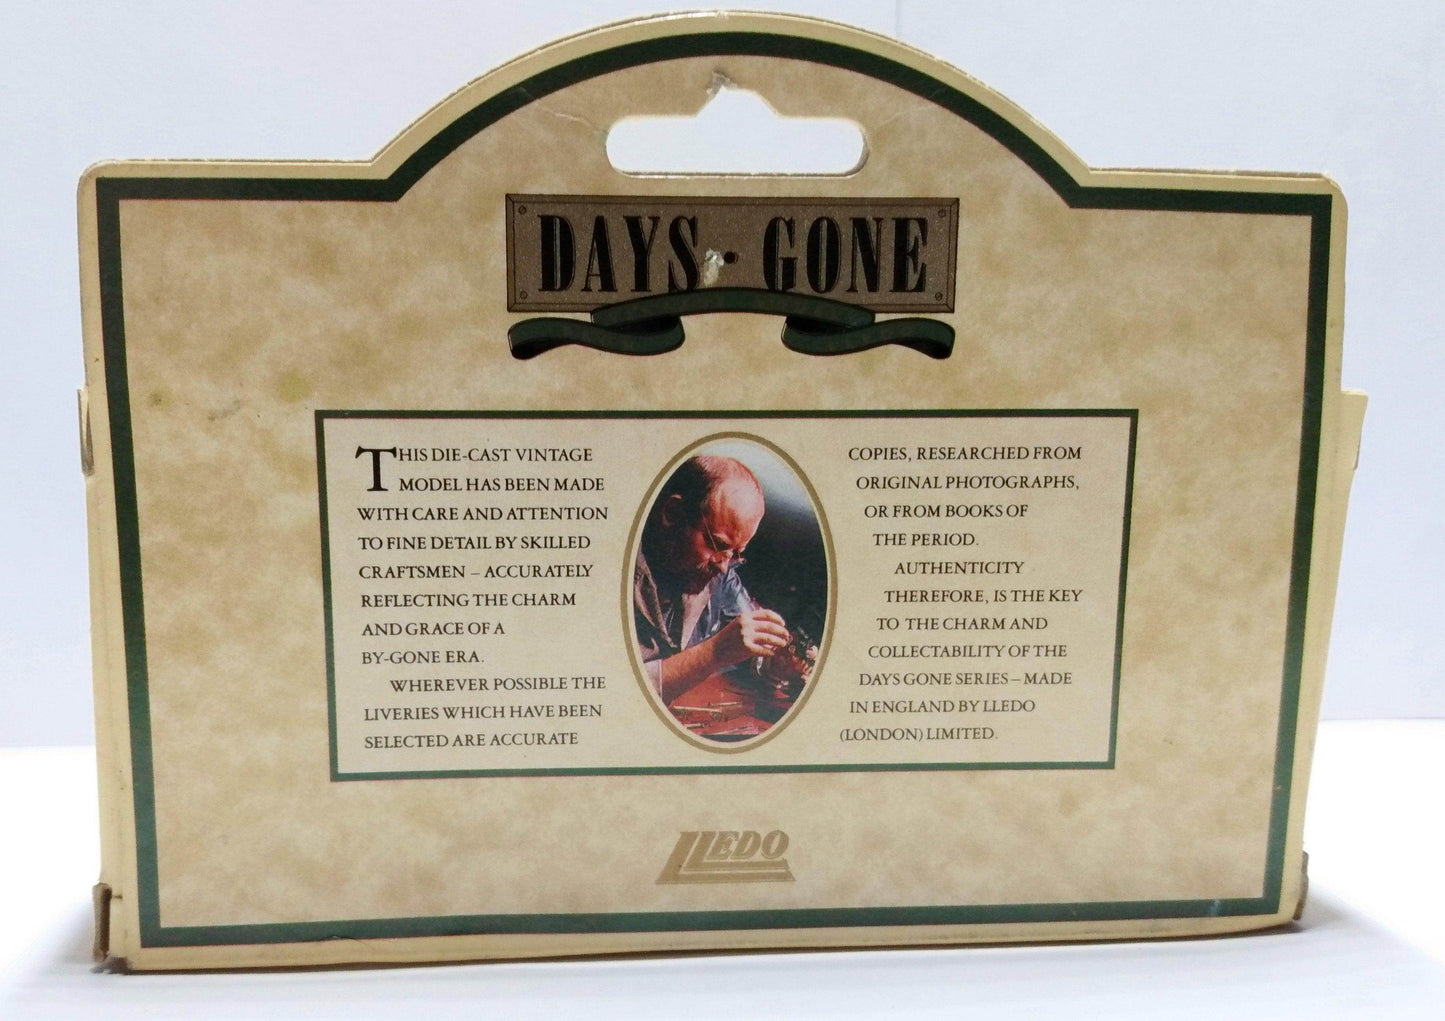 DAYS · GONE
THIS DIE-CAST VINTAGE
MODEL HAS BEEN MADE
WITH CARE AND ATTENTION
TO FINE DETAIL BY SKILLED
CRAFTSMEN – ACCURATELY
REFLECTING THE CHARM
AND GRACE OF A
BY-GONE ERA.
WHEREVER POSSIBLE THE
LIVERIES WHICH HAVE BEEN
SELECTED ARE ACCURATE
COPIES, RESEARCHED FROM
ORIGINAL PHOTOGRAPHS,
OR FROM BOOKS OF
THE PERIOD.
AUTHENTICITY
THEREFORE, IS THE KEY
TO THE CHARM AND
COLLECTABILITY OF THE
DAYS GONE SERIES – MADE
IN ENGLAND BY LLEDO
(LONDON) LIMITED.
LLEDO